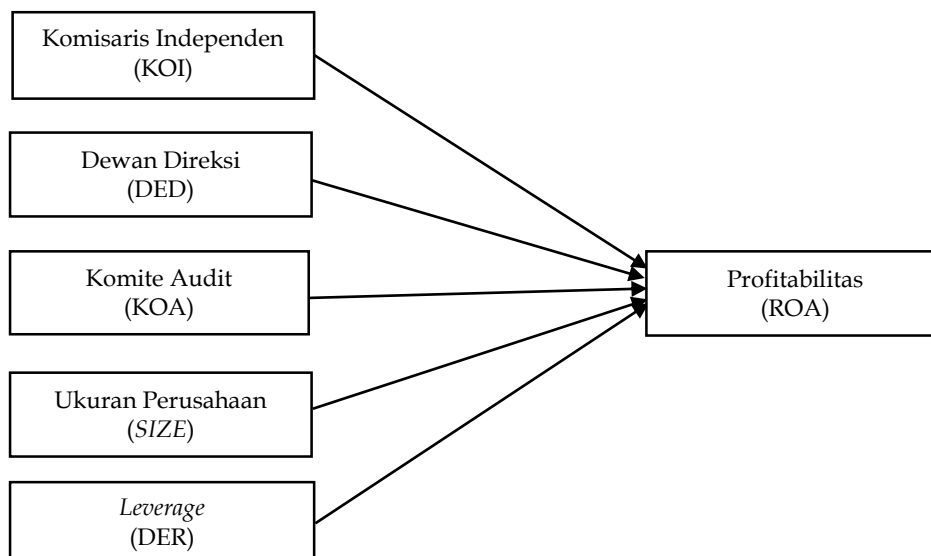 Komisaris Independen
(KOI)
Dewan Direksi
(DED)
Komite Audit
(KOA)
Ukuran Perusahaan
(SIZE)
Leverage
(DER)
Profitabilitas
(ROA)